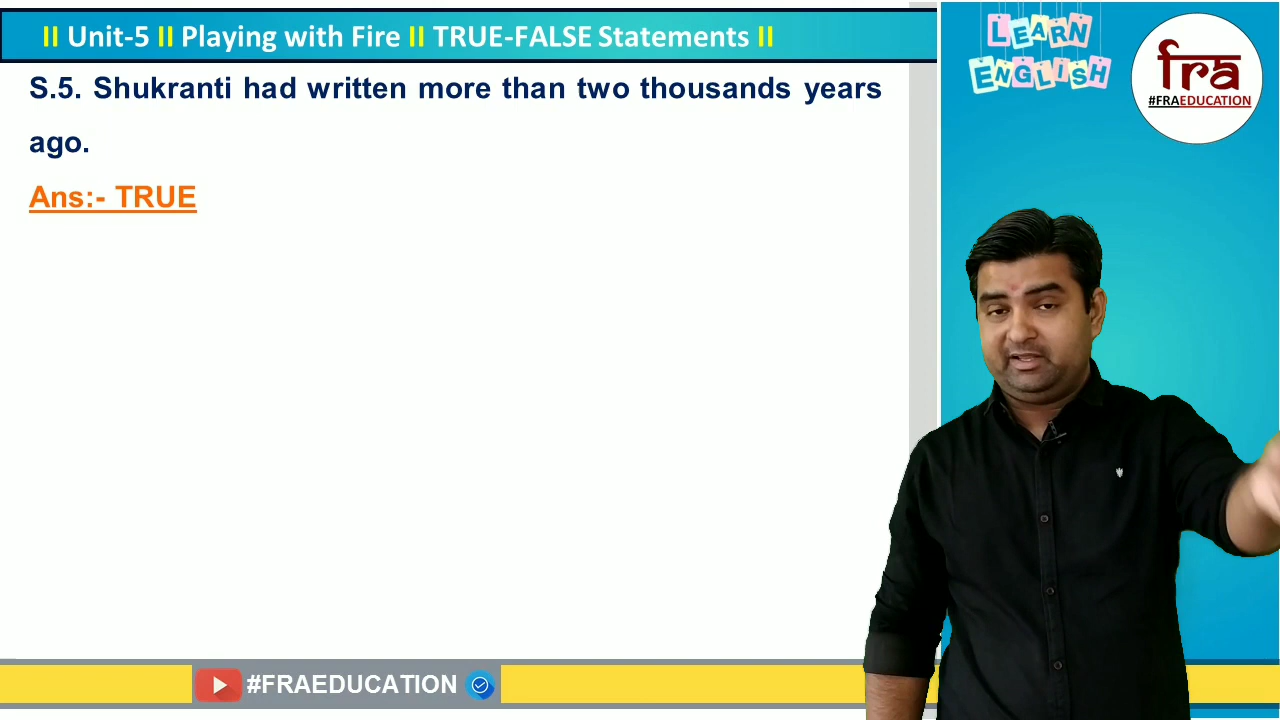 II Unit-5 II Playing with Fire II TRUE-FALSE Statements II
LEARN
ENGLISH
fra
#FRAEDUCATION
S.5. Shukranti had written more than two thousands years
ago.
Ans:- TRUE
#FRAEDUCATION